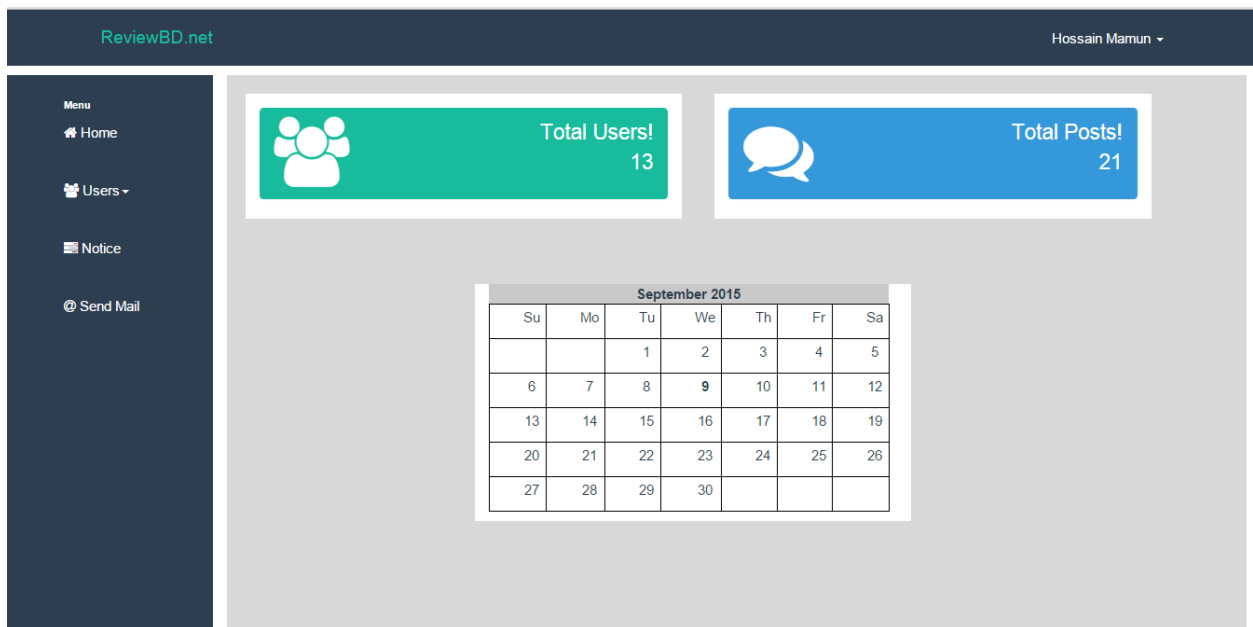 ReviewBD.net
Hossain Mamun
Menu
Home
Users
Notice
@ Send Mail
Total Users!
13
Total Posts!
21
September 2015
Su Mo Tu We Th Fr Sa
1 2 3 4 5
6 7 8 9 10 11 12
13 14 15 16 17 18 19
20 21 22 23 24 25 26
27 28 29 30